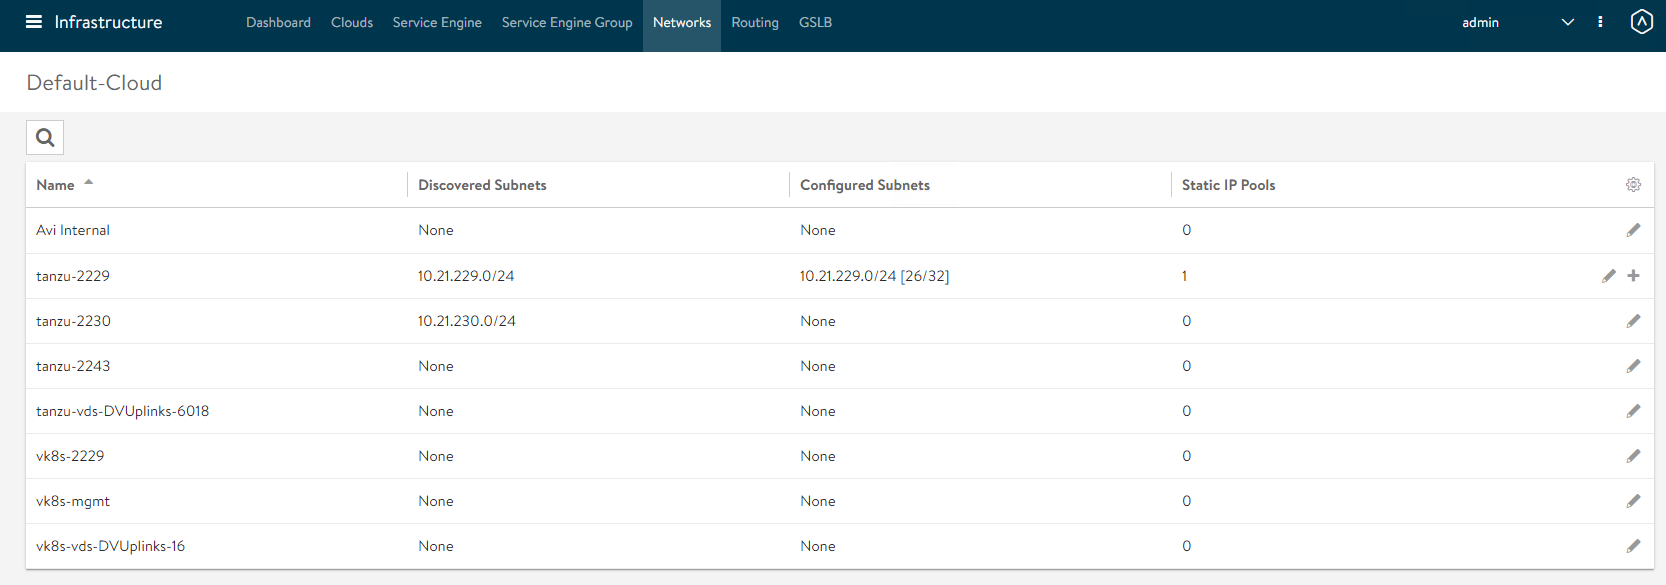 Infrastructure Dashboard Clouds Service Engine Service Engine Group Networks Routing GSLB admin
Default-Cloud
Name Discovered Subnets Configured Subnets Static IP Pools
Avi Internal None None 0
tanzu-2229 10.21.229.0/24 10.21.229.0/24 [26/32] 1
tanzu-2230 10.21.230.0/24 None 0
tanzu-2243 None None 0
tanzu-vds-DVUplinks-6018 None None 0
vk8s-2229 None None 0
vk8s-mgmt None None 0
vk8s-vds-DVUplinks-16 None None 0